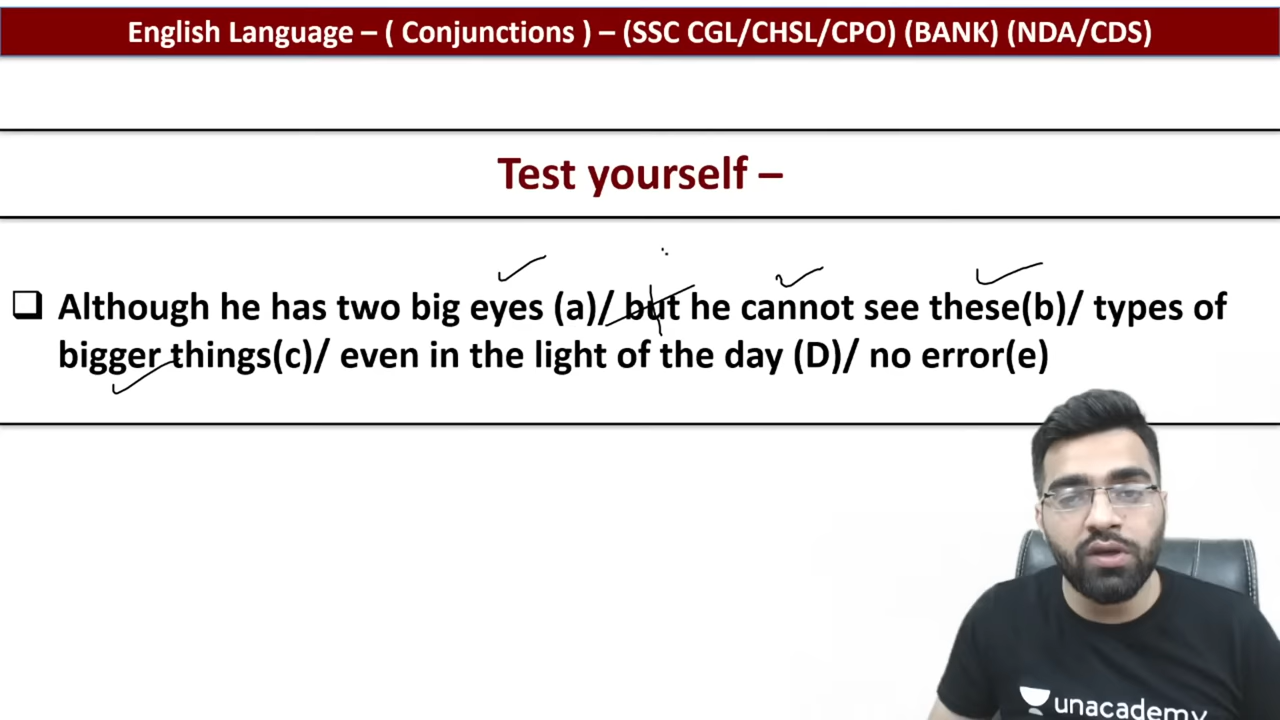 English Language – ( Conjunctions ) – (SSC CGL/CHSL/CPO) (BANK) (NDA/CDS)
Test yourself –
Although he has two big eyes (a)/ but he cannot see these(b)/ types of
bigger things(c)/ even in the light of the day (D)/ no error(e)
unacademy